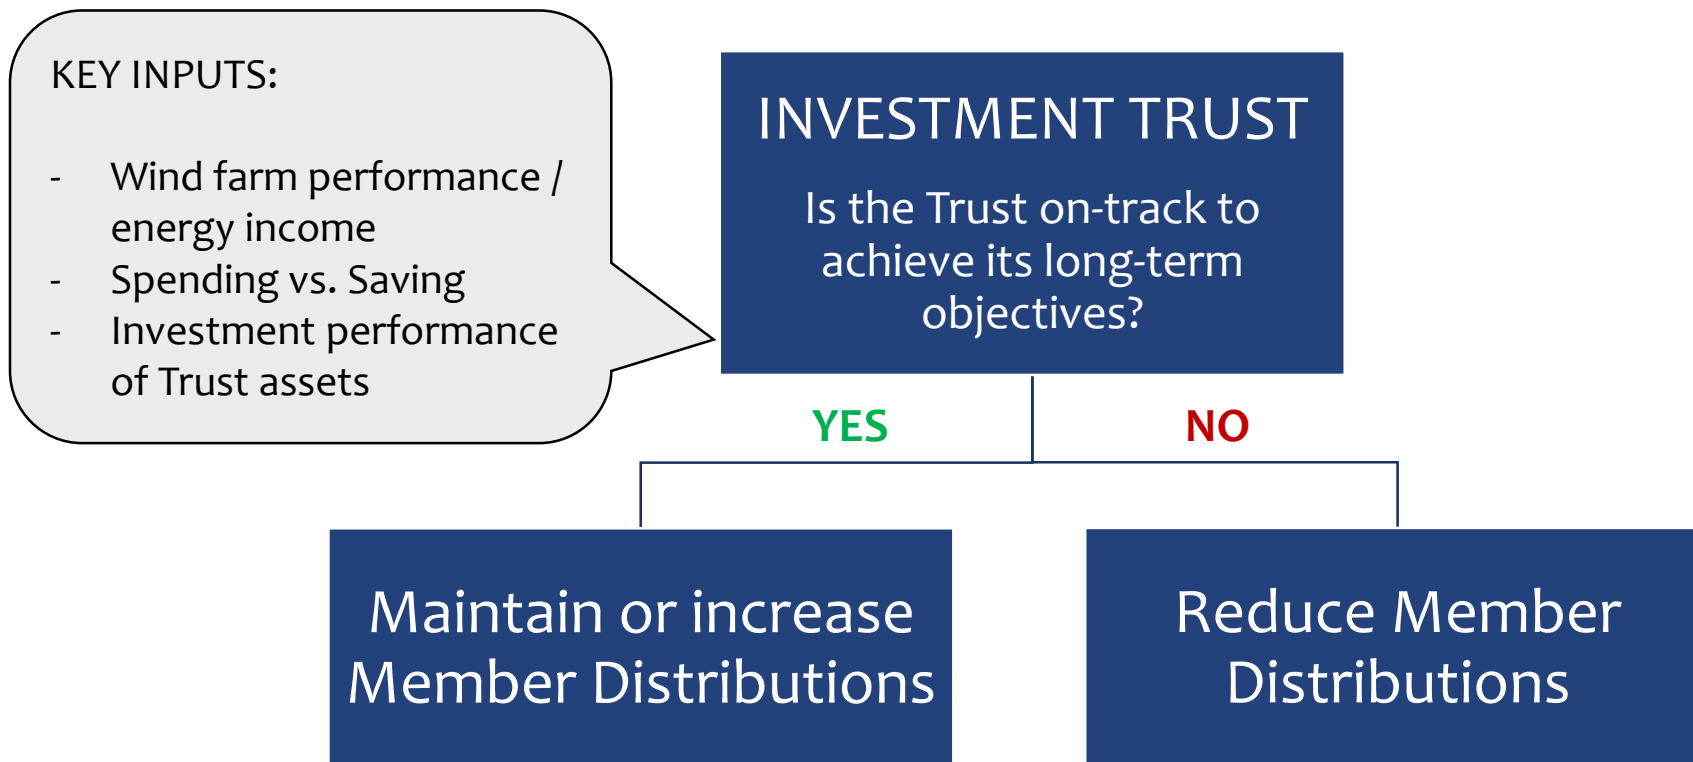 KEY INPUTS:
- Wind farm performance /
energy income
- Spending vs. Saving
- Investment performance
of Trust assets
INVESTMENT TRUST
Is the Trust on-track to
achieve its long-term
objectives?
YES
NO
Maintain or increase
Member Distributions
Reduce Member
Distributions